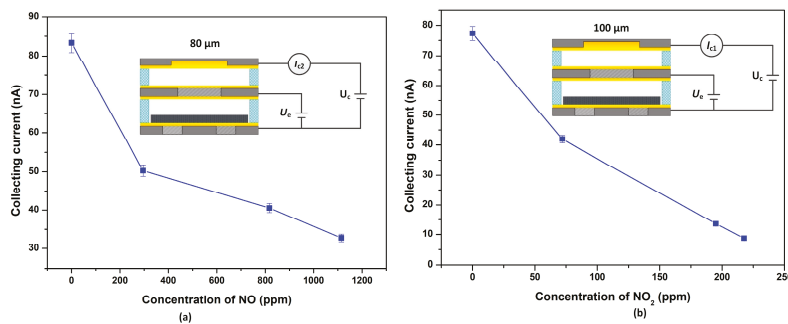 80 μm
Ic2
Uc
Ue
Collecting current (nA)
90
80
70
60
50
40
30
0 200 400 600 800 1000 1200
Concentration of NO (ppm)
(a)
100 μm
Ic1
Uc
Ue
Collecting current (nA)
80
70
60
50
40
30
20
10
0
0 50 100 150 200 250
Concentration of NO2 (ppm)
(b)